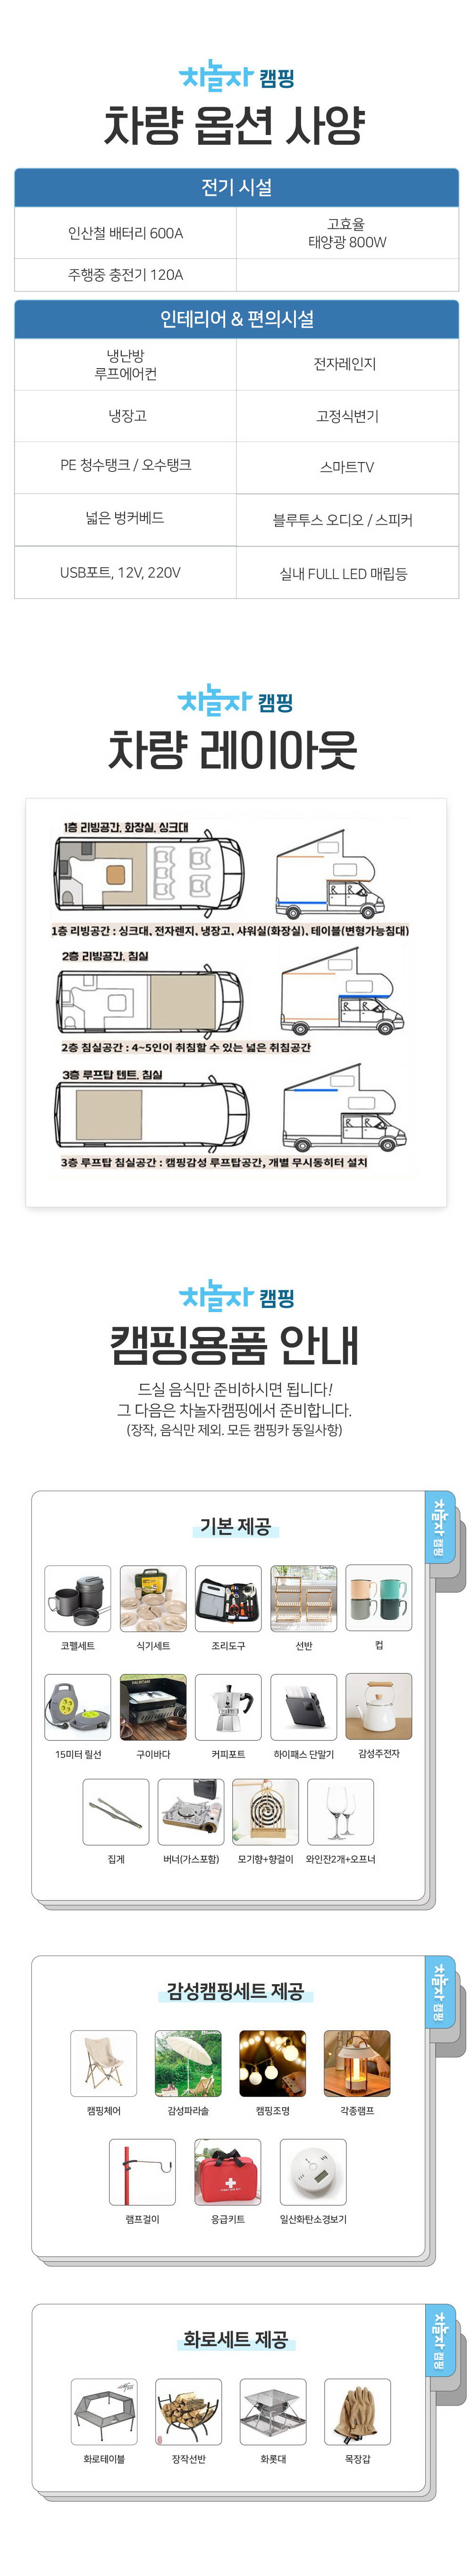 차놀자 캠핑
차량 옵션 사양
전기 시설
인산철 배터리 600A
고효율
태양광 800W
주행중 충전기 120A
인테리어 & 편의시설
냉난방
루프에어컨
전자레인지
냉장고
고정식변기
PE 청수탱크 / 오수탱크
스마트TV
넓은 벙커베드
블루투스 오디오 / 스피커
USB포트, 12V, 220V
실내 FULL LED 매립등
차놀자 캠핑
차량 레이아웃
1층 리빙공간, 화장실, 싱크대
1층 리빙공간 : 싱크대, 전자렌지, 냉장고, 샤워실(화장실), 테이블(변형가능침대)
2층 리빙공간, 침실
2층 침실공간 : 4~5인이 취침할 수 있는 넓은 취침공간
3층 루프탑 텐트, 침실
3층 루프탑 침실공간 : 캠핑감성 루프탑공간, 개별 무시동히터 설치
차놀자 캠핑
캠핑용품 안내
드실 음식만 준비하시면 됩니다!
그 다음은 차놀자캠핑에서 준비합니다.
(장작, 음식만 제외. 모든 캠핑카 동일사항)
차놀자 캠핑
기본 제공
코펠세트
식기세트
조리도구
선반
컵
15미터 릴선
구이바다
커피포트
하이패스 단말기
감성주전자
집게
버너(가스포함)
모기향+향걸이
와인잔2개+오프너
차놀자 캠핑
감성캠핑세트 제공
캠핑체어
감성파라솔
캠핑조명
각종램프
램프걸이
응급키트
일산화탄소경보기
차놀자 캠핑
화로세트 제공
화로테이블
장작선반
화롯대
목장갑